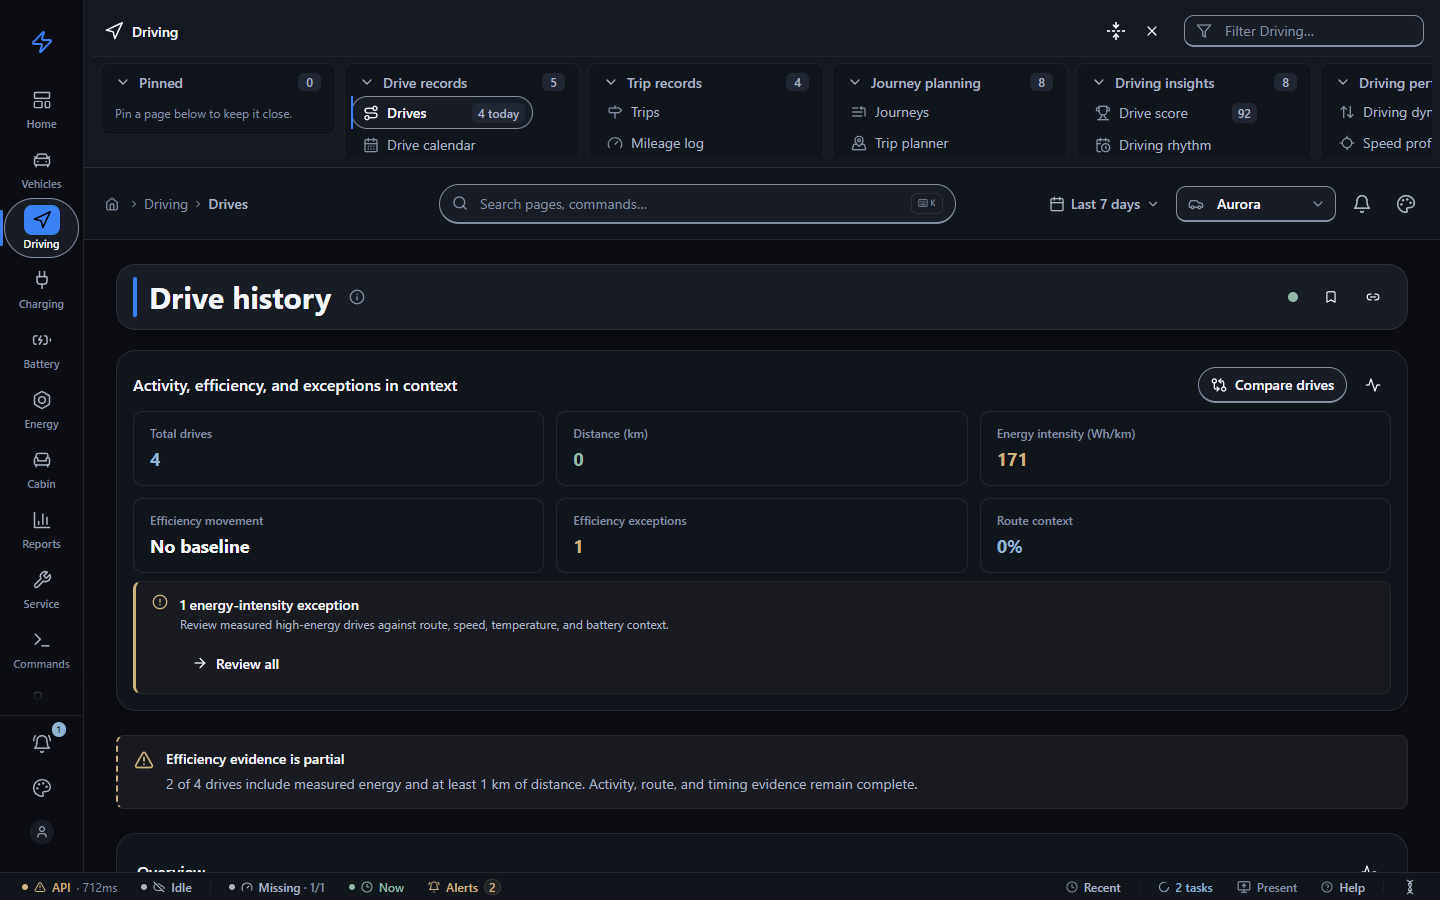 Driving
Filter Driving...
Pinned 0
Pin a page below to keep it close.
Drive records 5
Drives 4 today
Drive calendar
Trip records 4
Trips
Mileage log
Journey planning 8
Journeys
Trip planner
Driving insights 8
Drive score 92
Driving rhythm
Driving per
Driving dyn
Speed prof
Home
Vehicles
Driving
Charging
Battery
Energy
Cabin
Reports
Service
Commands
1
Driving
Drives
Search pages, commands...
K
Last 7 days
Aurora
Drive history
Activity, efficiency, and exceptions in context
Compare drives
Total drives
4
Distance (km)
0
Energy intensity (Wh/km)
171
Efficiency movement
No baseline
Efficiency exceptions
1
Route context
0%
1 energy-intensity exception
Review measured high-energy drives against route, speed, temperature, and battery context.
Review all
Efficiency evidence is partial
2 of 4 drives include measured energy and at least 1 km of distance. Activity, route, and timing evidence remain complete.
Overview
API · 712ms
Idle
Missing · 1/1
Now
Alerts 2
Recent
2 tasks
Present
Help